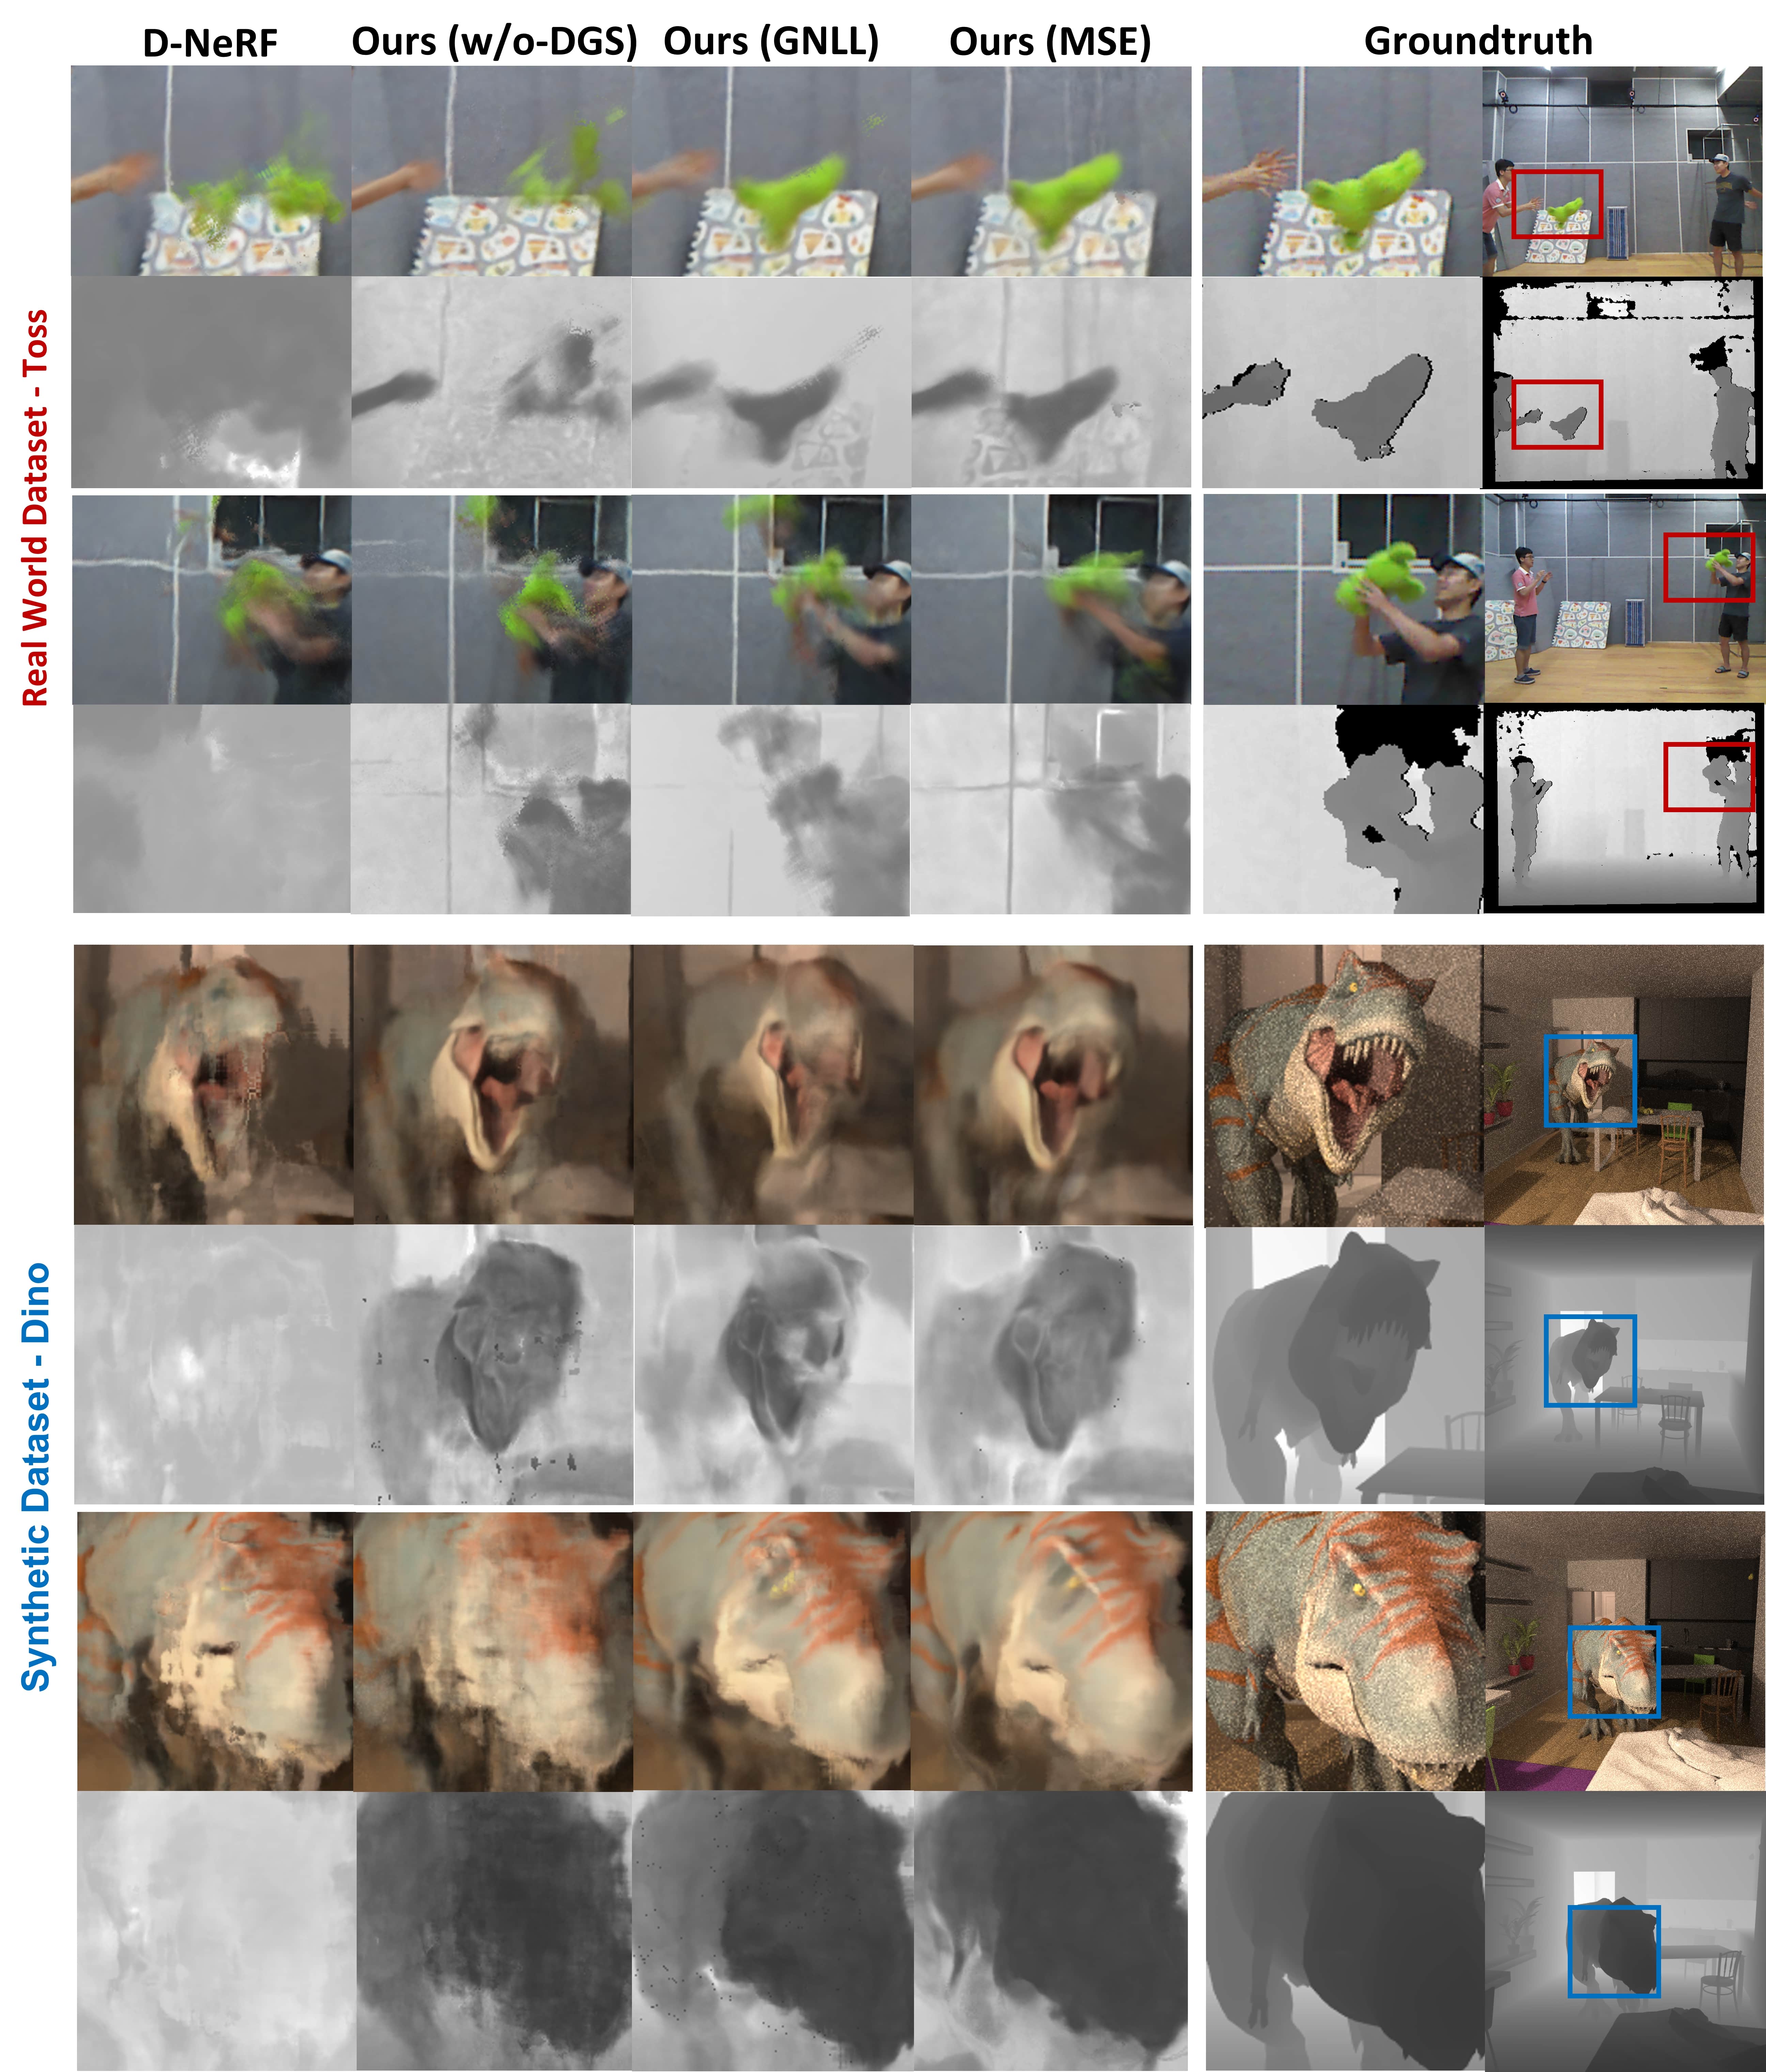 D-NeRF
Ours (w/o-DGS)
Ours (GNLL)
Ours (MSE)
Groundtruth
Real World Dataset - Toss
Synthetic Dataset - Dino